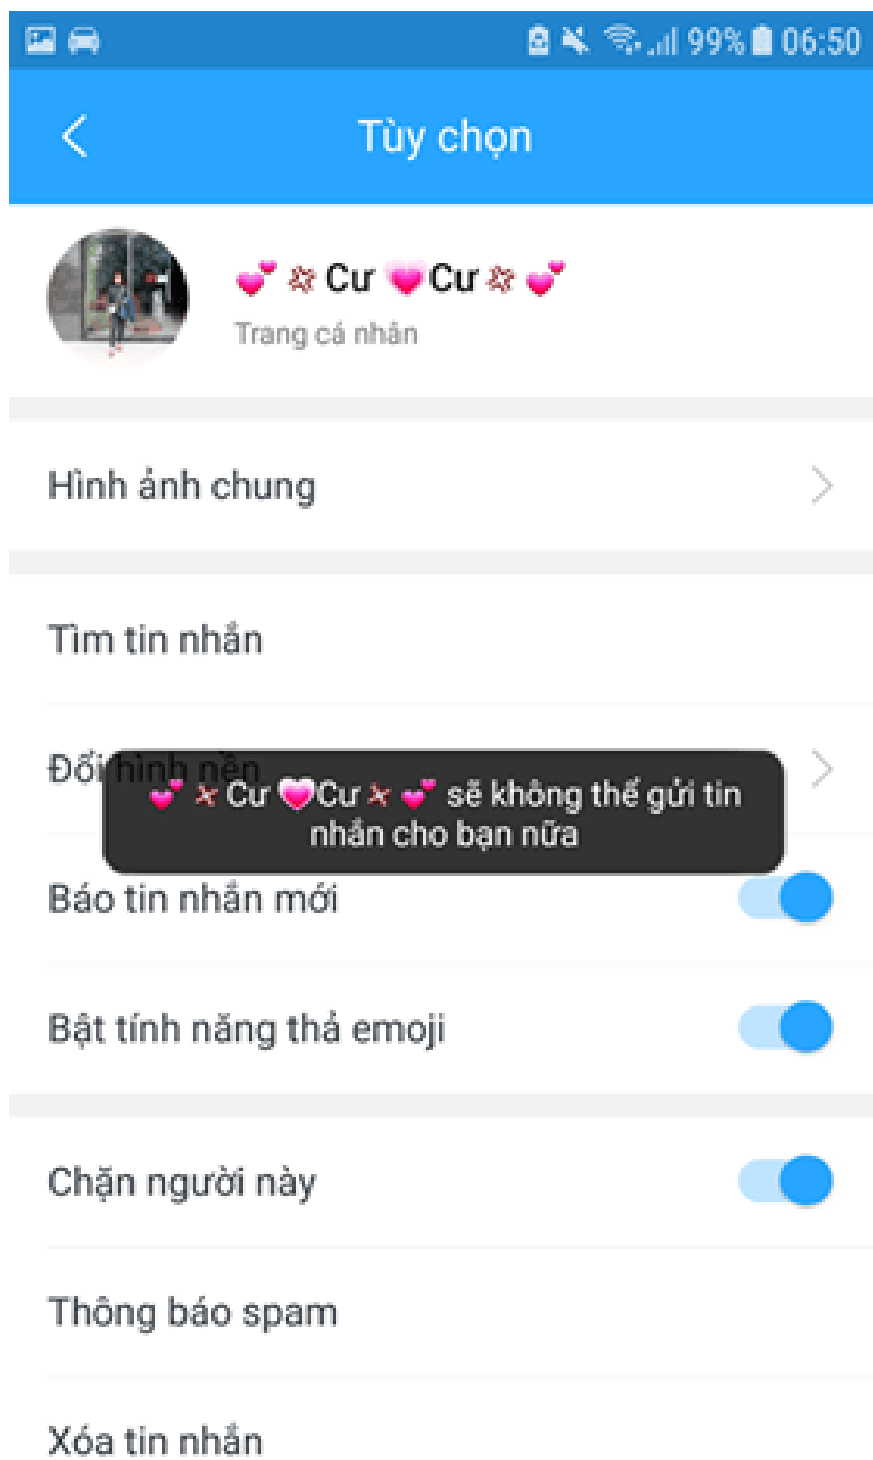 99% 06:50
Tùy chọn
💕 💢 Cư 💗Cư 💢 💕
Trang cá nhân
Hình ảnh chung
Tìm tin nhắn
Đổi hình nền
💕 💢 Cư 💗Cư 💢 💕 sẽ không thể gửi tin
nhắn cho bạn nữa
Báo tin nhắn mới
Bật tính năng thả emoji
Chặn người này
Thông báo spam
Xóa tin nhắn